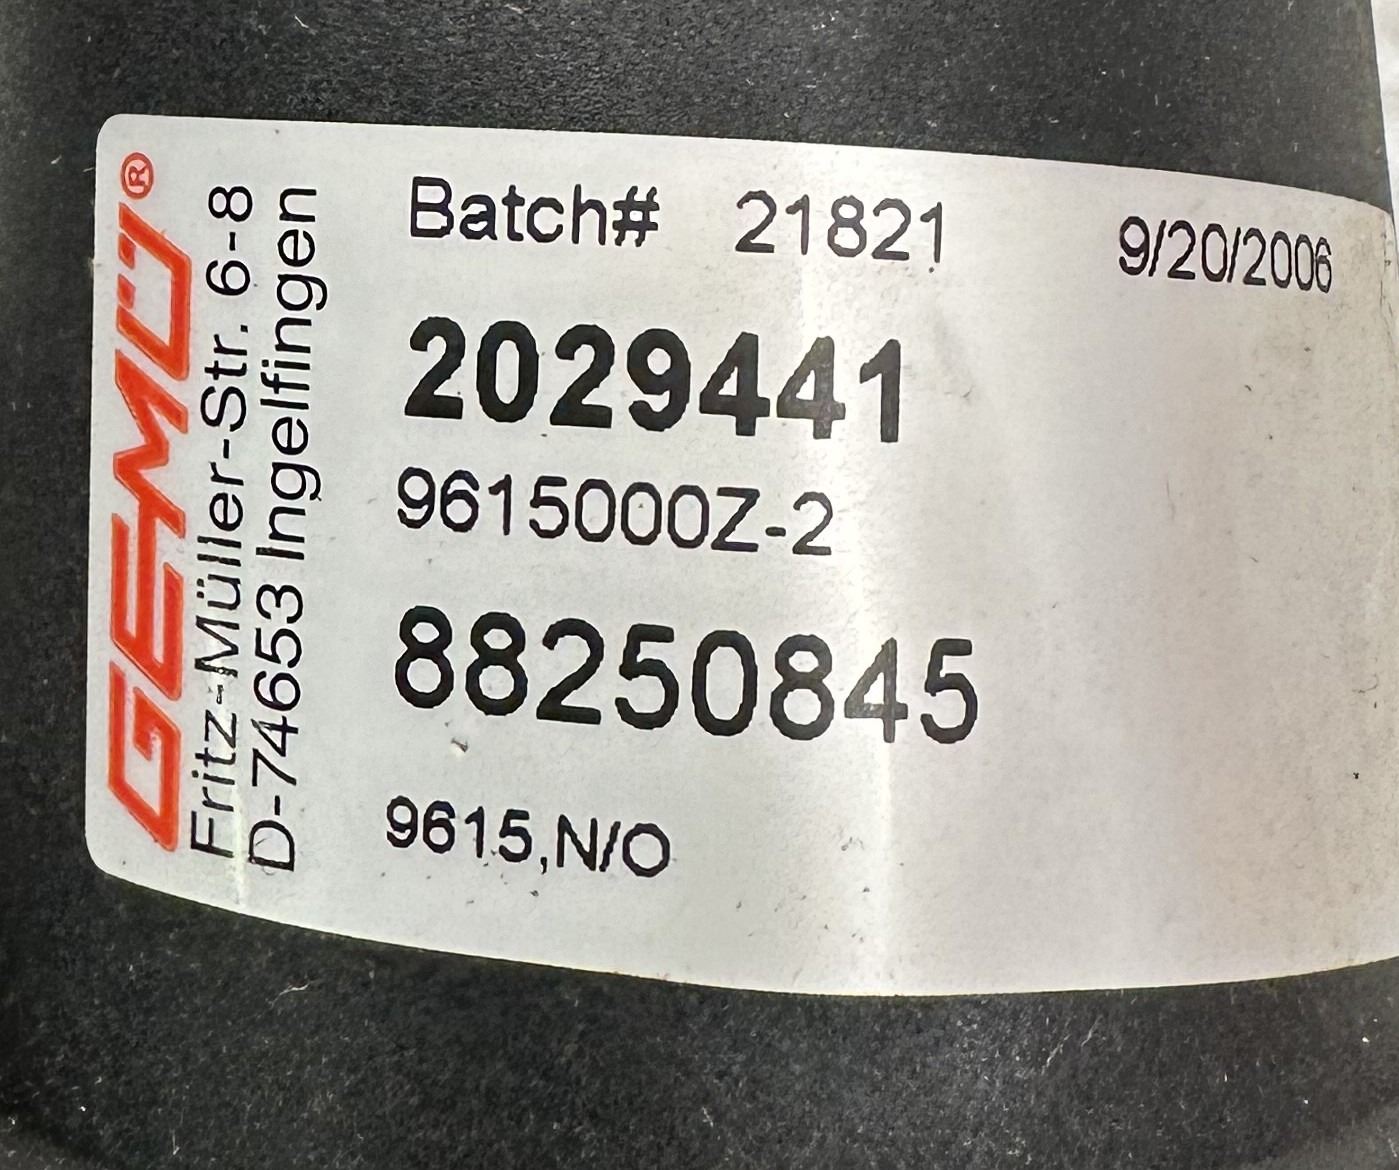 GEMÜ®
Fritz-Müller-Str. 6-8
D-74653 Ingelfingen
Batch# 21821 9/20/2006
2029441
9615000Z-2
88250845
9615,N/O